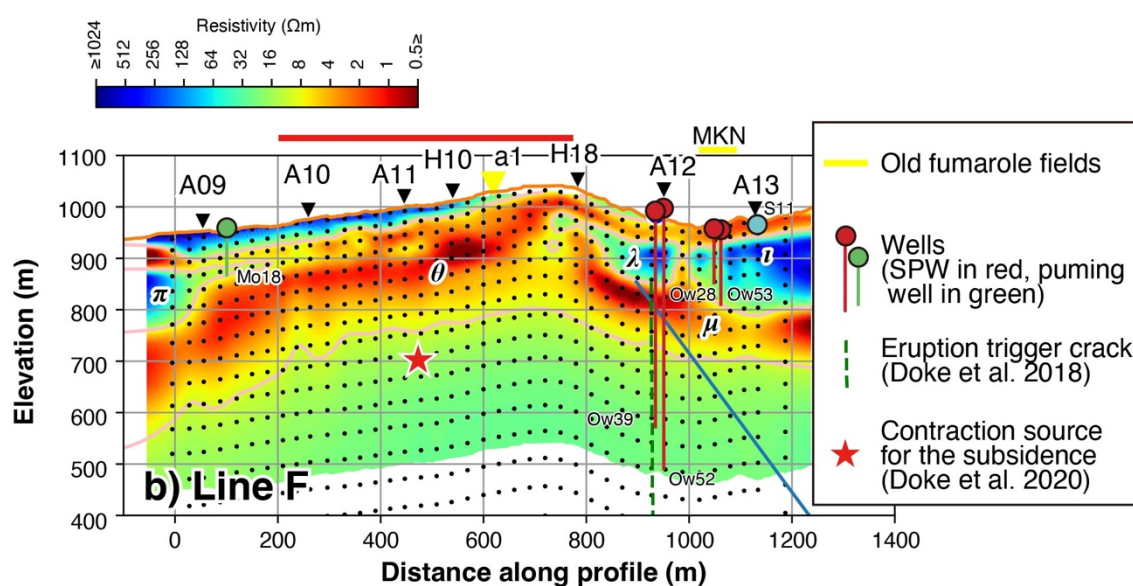 Resistivity (Ωm)
≥1024
512
256
128
64
32
16
8
4
2
1
0.5≥
MKN
A09
A10
A11
H10
a1
H18
A12
A13
S11
Mo18
π
θ
λ
ι
μ
Ow28
Ow53
Ow39
Ow52
b) Line F
Elevation (m)
1100
1000
900
800
700
600
500
400
0
200
400
600
800
1000
1200
1400
Distance along profile (m)
Old fumarole fields
Wells
(SPW in red, puming
well in green)
Eruption trigger crack
(Doke et al. 2018)
Contraction source
for the subsidence
(Doke et al. 2020)